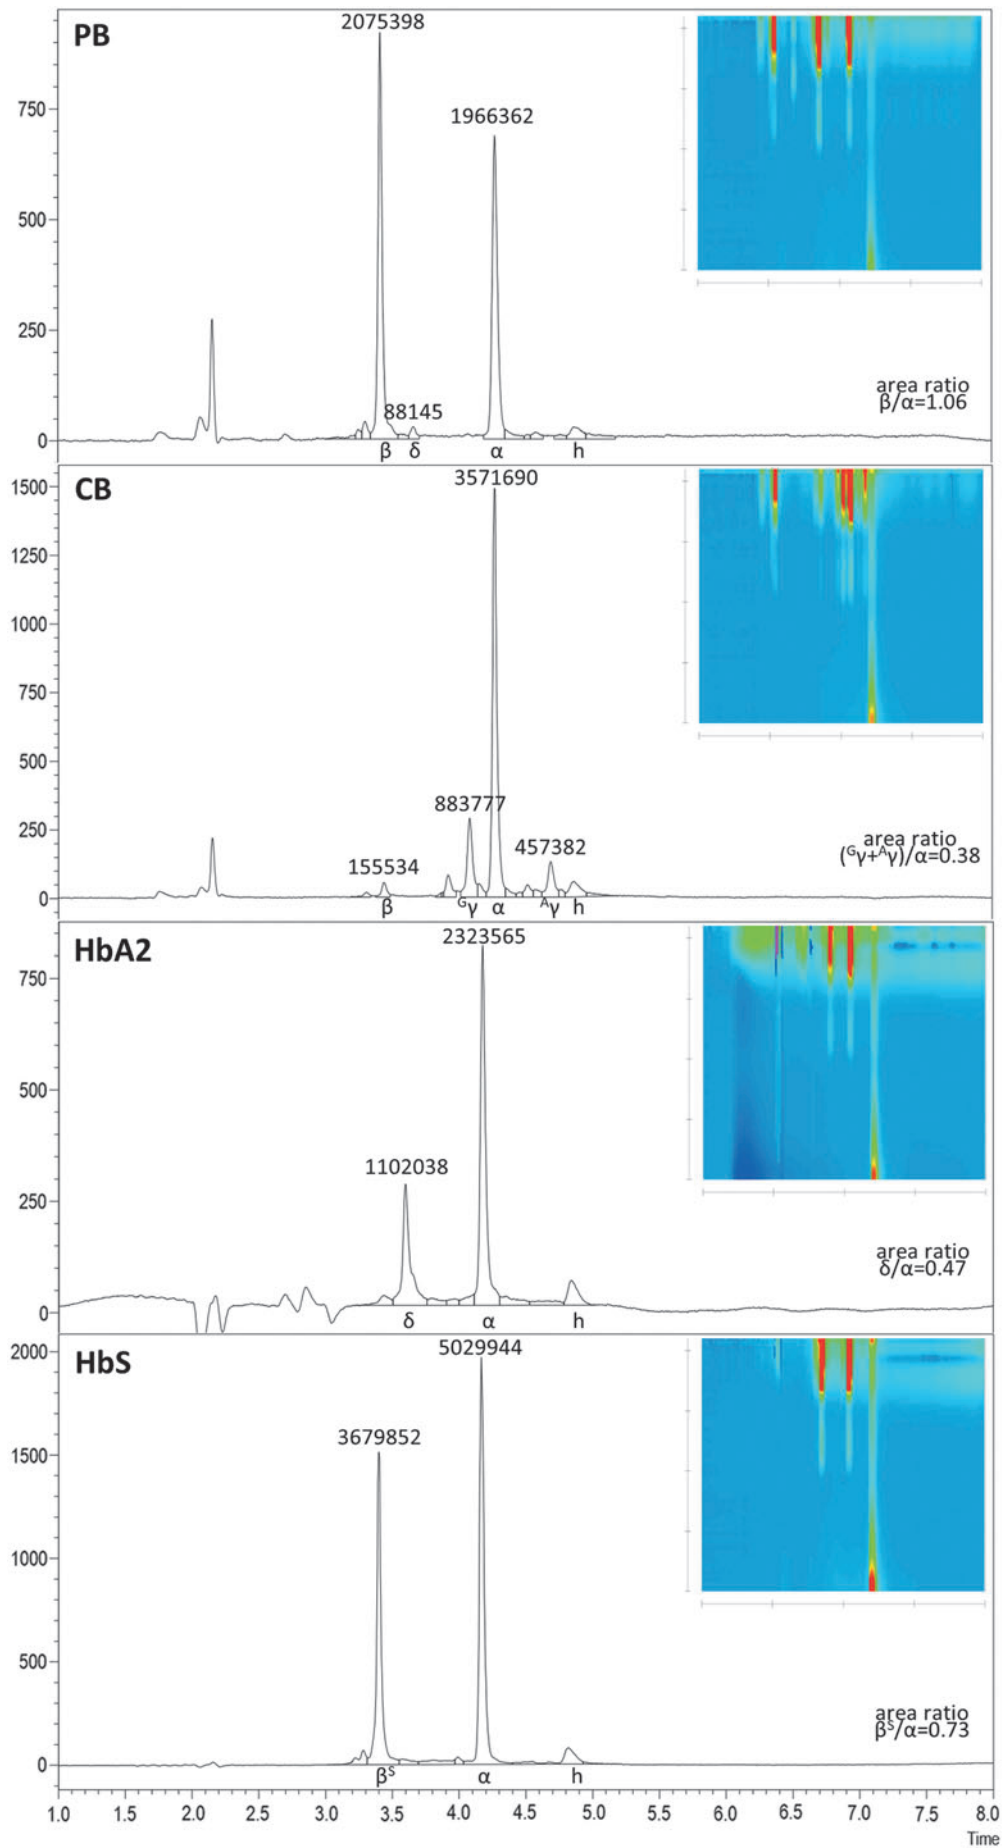 PB
2075398
1966362
750
500
250
88145
area ratio
β/α=1.06
0
β δ α h
CB
3571690
1500
1250
1000
750
500
883777
250
457382
155534
area ratio
(ᴳγ+ᴬγ)/α=0.38
0
β ᴳγ α ᴬγ h
HbA2
2323565
750
500
1102038
250
area ratio
δ/α=0.47
0
δ α h
HbS
5029944
2000
3679852
1500
1000
500
area ratio
βˢ/α=0.73
0
βˢ α h
1.0 1.5 2.0 2.5 3.0 3.5 4.0 4.5 5.0 5.5 6.0 6.5 7.0 7.5 8.0
Time